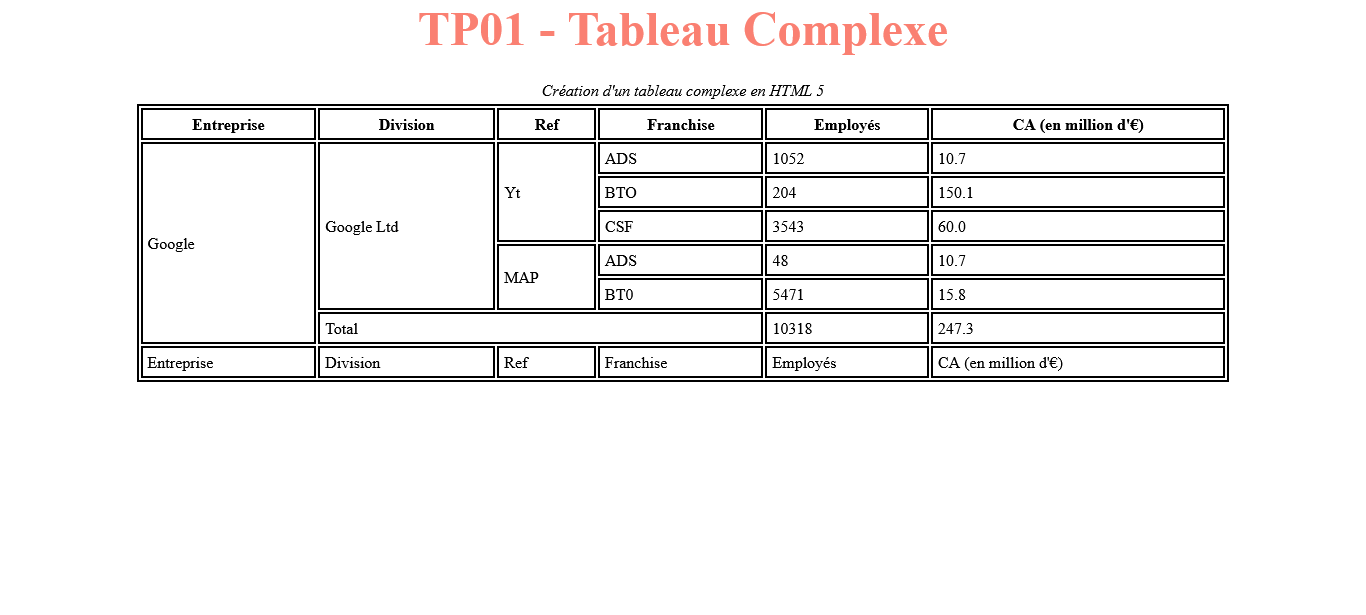 TP01 - Tableau Complexe
Création d'un tableau complexe en HTML 5
Entreprise Division Ref Franchise Employés CA (en million d'€)
Google Google Ltd Yt ADS 1052 10.7
BTO 204 150.1
CSF 3543 60.0
MAP ADS 48 10.7
BT0 5471 15.8
Total 10318 247.3
Entreprise Division Ref Franchise Employés CA (en million d'€)